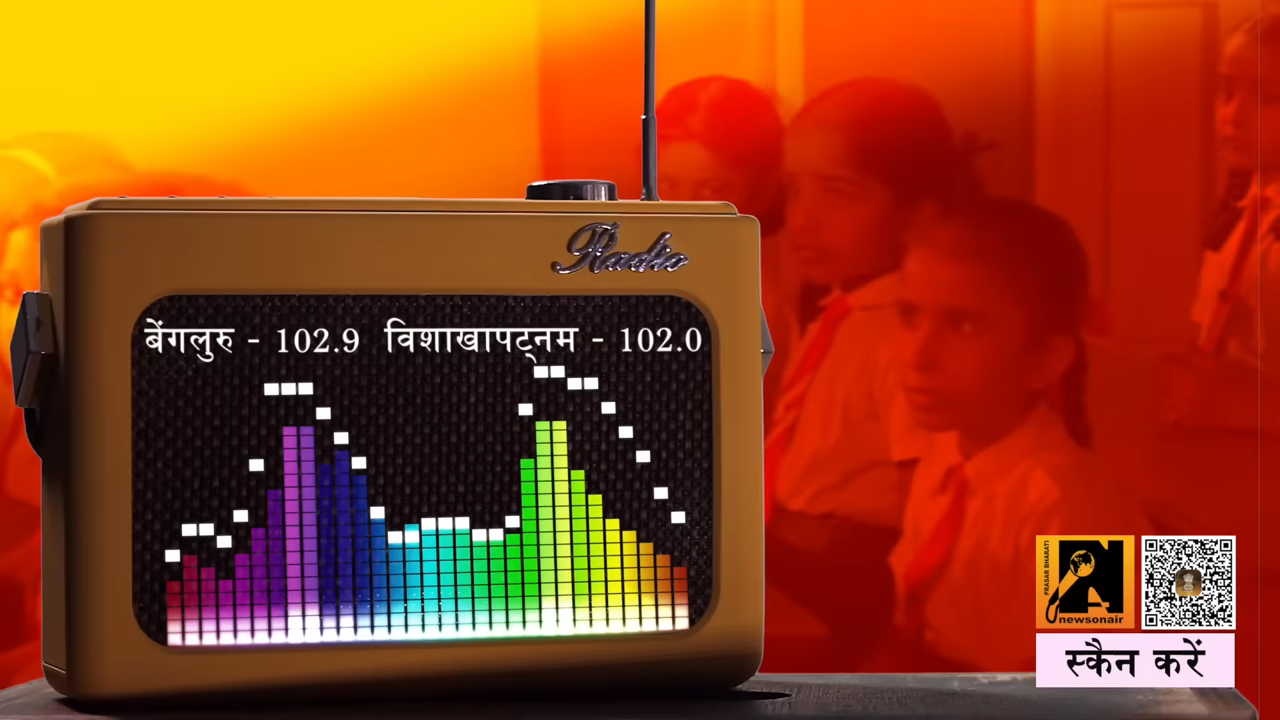 Radio
बेंगलुरु - 102.9 विशाखापट्नम - 102.0
PRASAR BHARATI
newsonair
स्कैन करें